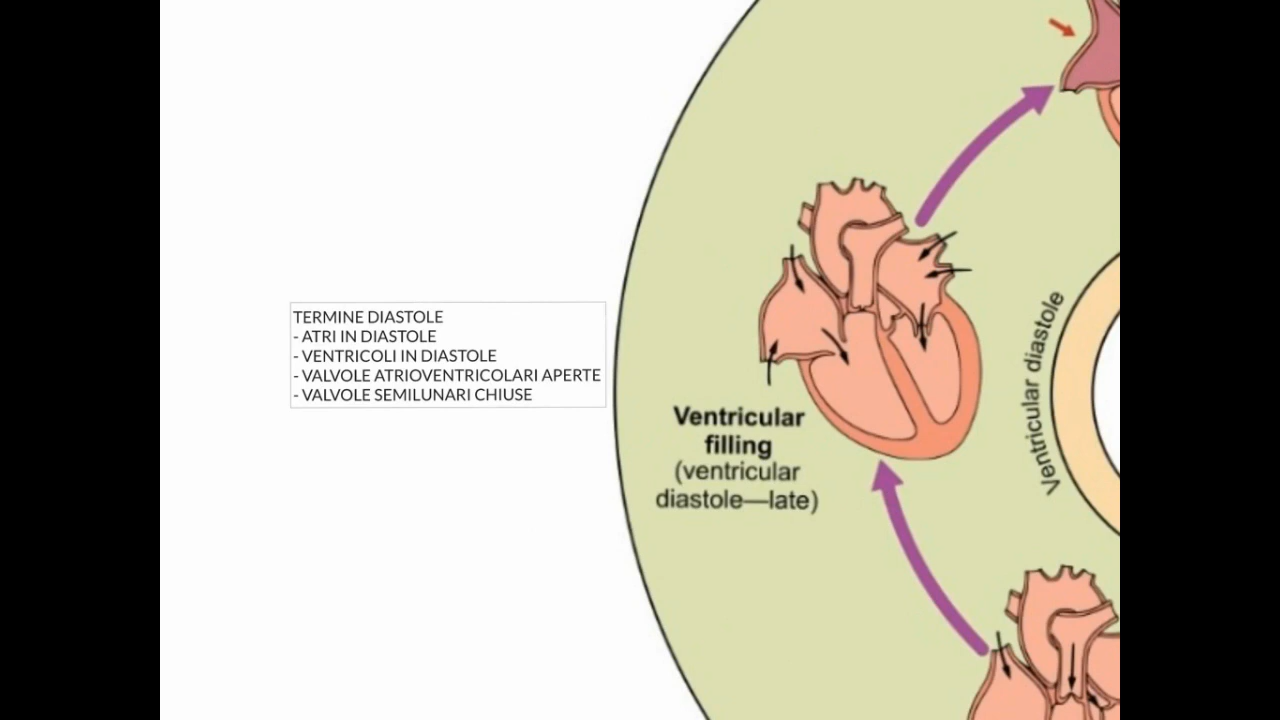 TERMINE DIASTOLE
- ATRI IN DIASTOLE
- VENTRICOLI IN DIASTOLE
- VALVOLE ATRIOVENTRICOLARI APERTE
- VALVOLE SEMILUNARI CHIUSE
Ventricular
filling
(ventricular
diastole—late)
Ventricular diastole